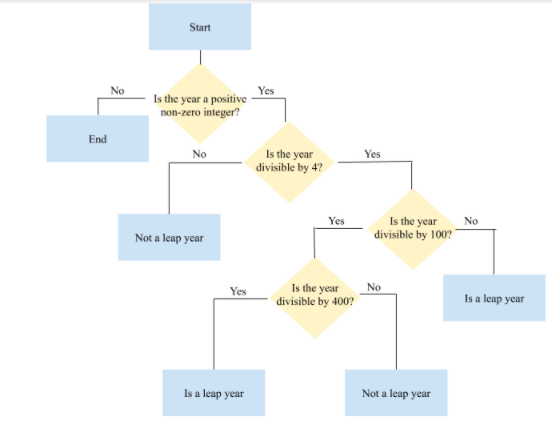 Start
No
Yes
Is the year a positive
non-zero integer?
End
No
Is the year
divisible by 4?
Yes
Not a leap year
Yes
Is the year
divisible by 100?
No
Yes
Is the year
divisible by 400?
No
Is a leap year
Is a leap year
Not a leap year